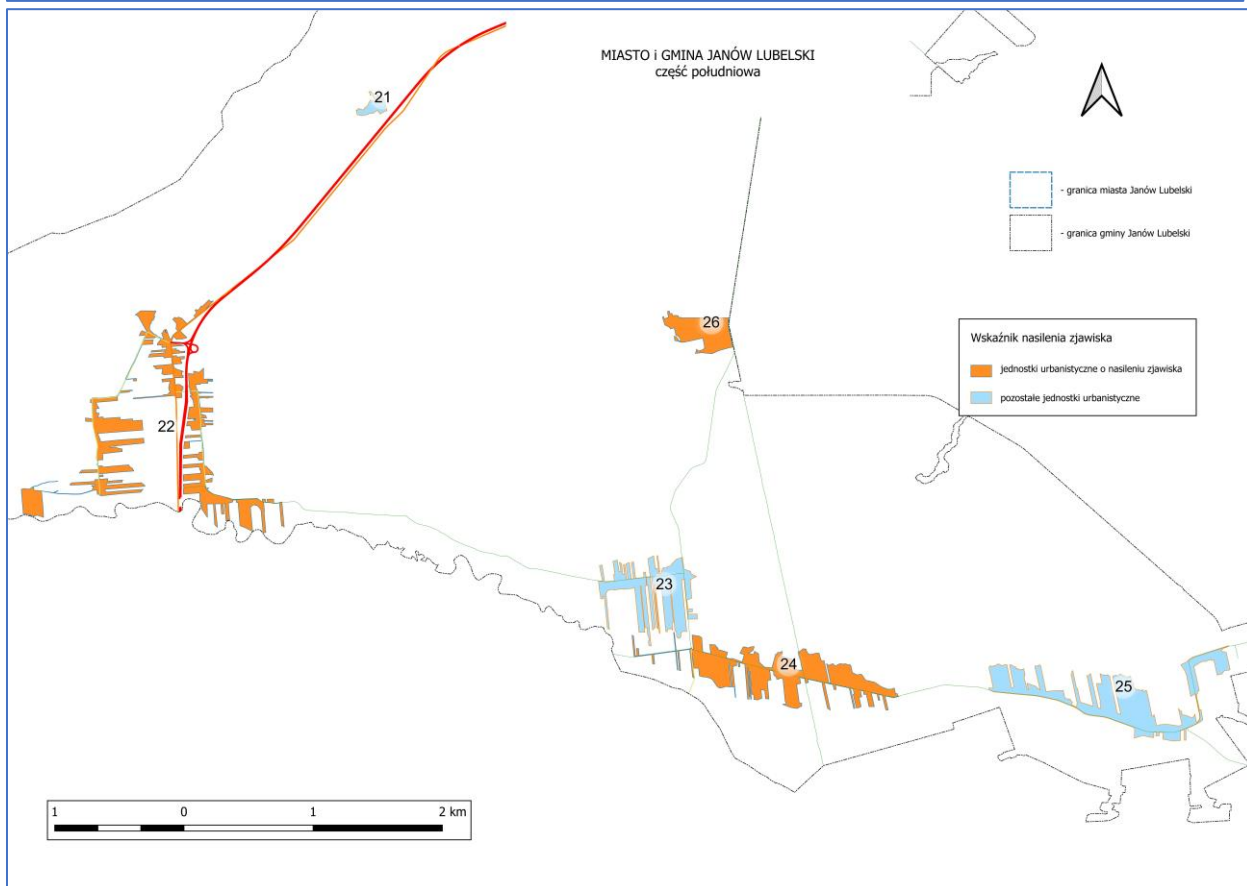 MIASTO i GMINA JANÓW LUBELSKI
część południowa
21
- granica miasta Janów Lubelski
- granica gminy Janów Lubelski
26
Wskaźnik nasilenia zjawiska
jednostki urbanistyczne o nasileniu zjawiska
pozostałe jednostki urbanistyczne
22
23
24
25
1 0 1 2 km